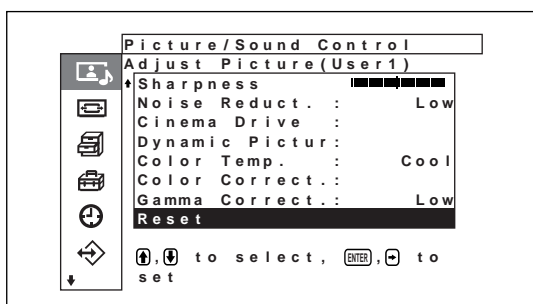 Picture/Sound Control
Adjust Picture(User1)
Sharpness
Noise Reduct. : Low
Cinema Drive :
Dynamic Pictur:
Color Temp. : Cool
Color Correct.:
Gamma Correct.: Low
Reset
, to select, ENTER, to
set